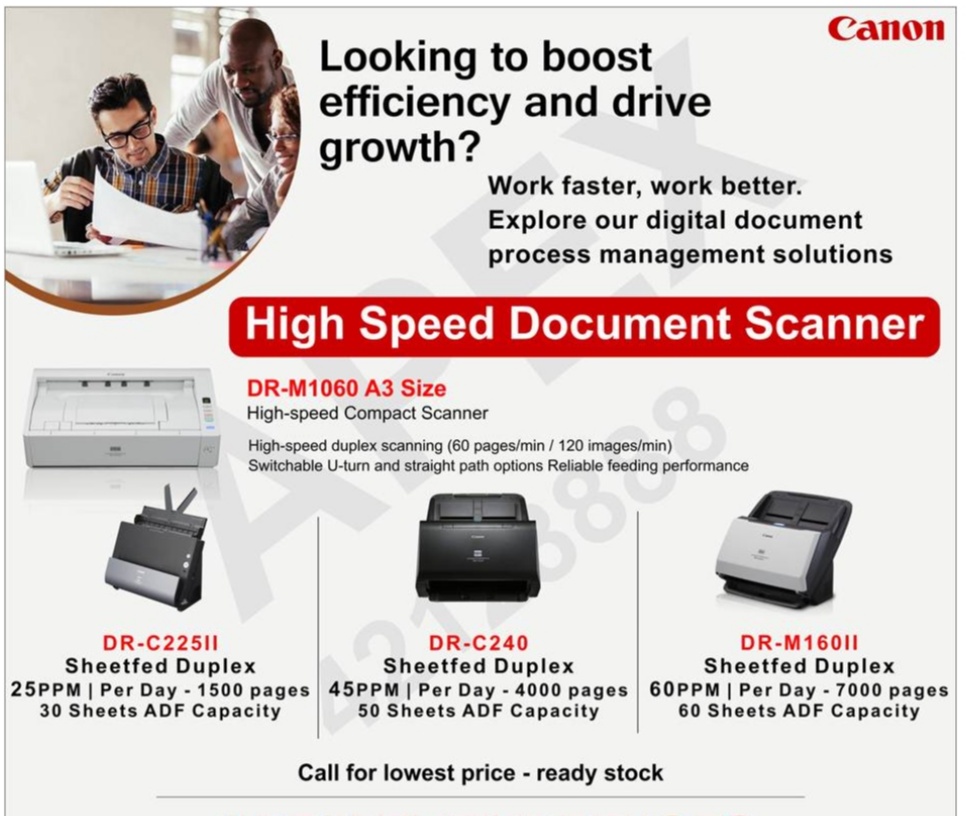 Canon
Looking to boost
efficiency and drive
growth?
Work faster, work better.
Explore our digital document
process management solutions
High Speed Document Scanner
DR-M1060 A3 Size
High-speed Compact Scanner
High-speed duplex scanning (60 pages/min / 120 images/min)
Switchable U-turn and straight path options Reliable feeding performance
APEX
42128888
DR-C225II
Sheetfed Duplex
25PPM | Per Day - 1500 pages
30 Sheets ADF Capacity
DR-C240
Sheetfed Duplex
45PPM | Per Day - 4000 pages
50 Sheets ADF Capacity
DR-M160II
Sheetfed Duplex
60PPM | Per Day - 7000 pages
60 Sheets ADF Capacity
Call for lowest price - ready stock